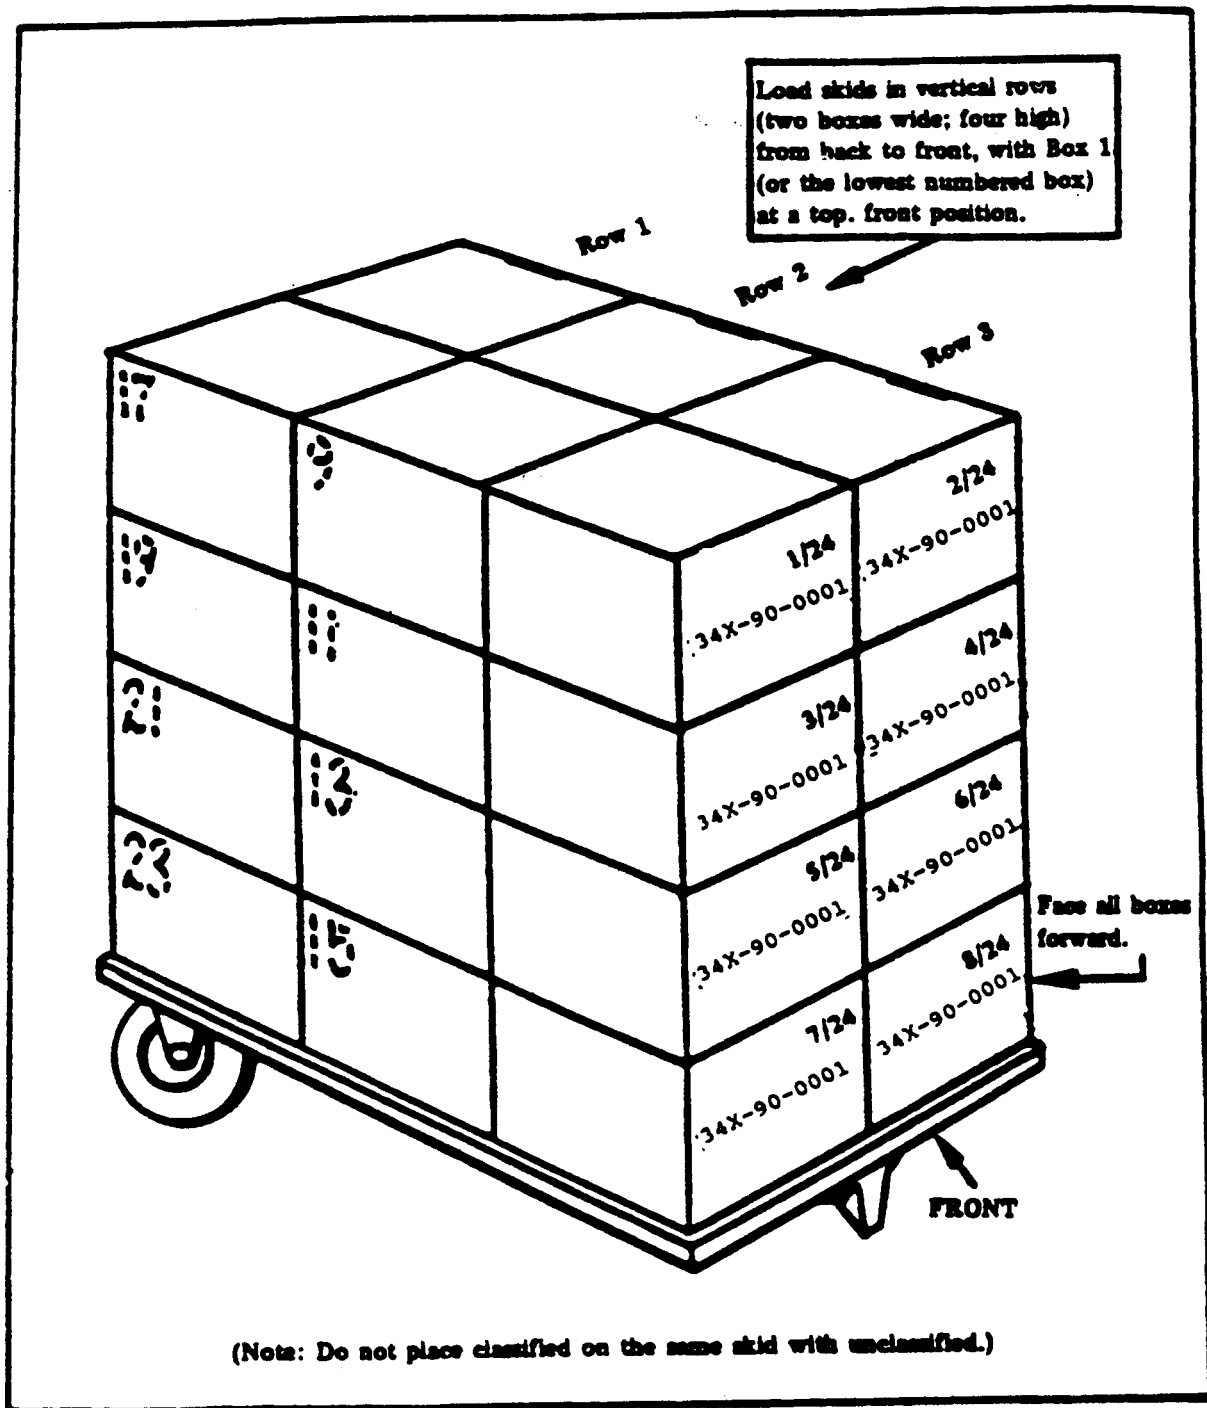 Load skids in vertical rows
(two boxes wide; four high)
from back to front, with Box 1
(or the lowest numbered box)
at a top. front position.
Row 1
Row 2
Row 3
17
9
19
11
21
13
23
15
1/24
34X-90-0001
2/24
34X-90-0001
3/24
34X-90-0001
4/24
34X-90-0001
5/24
34X-90-0001
6/24
34X-90-0001
7/24
34X-90-0001
8/24
34X-90-0001
Face all boxes
forward.
FRONT
(Note: Do not place classified on the same skid with unclassified.)